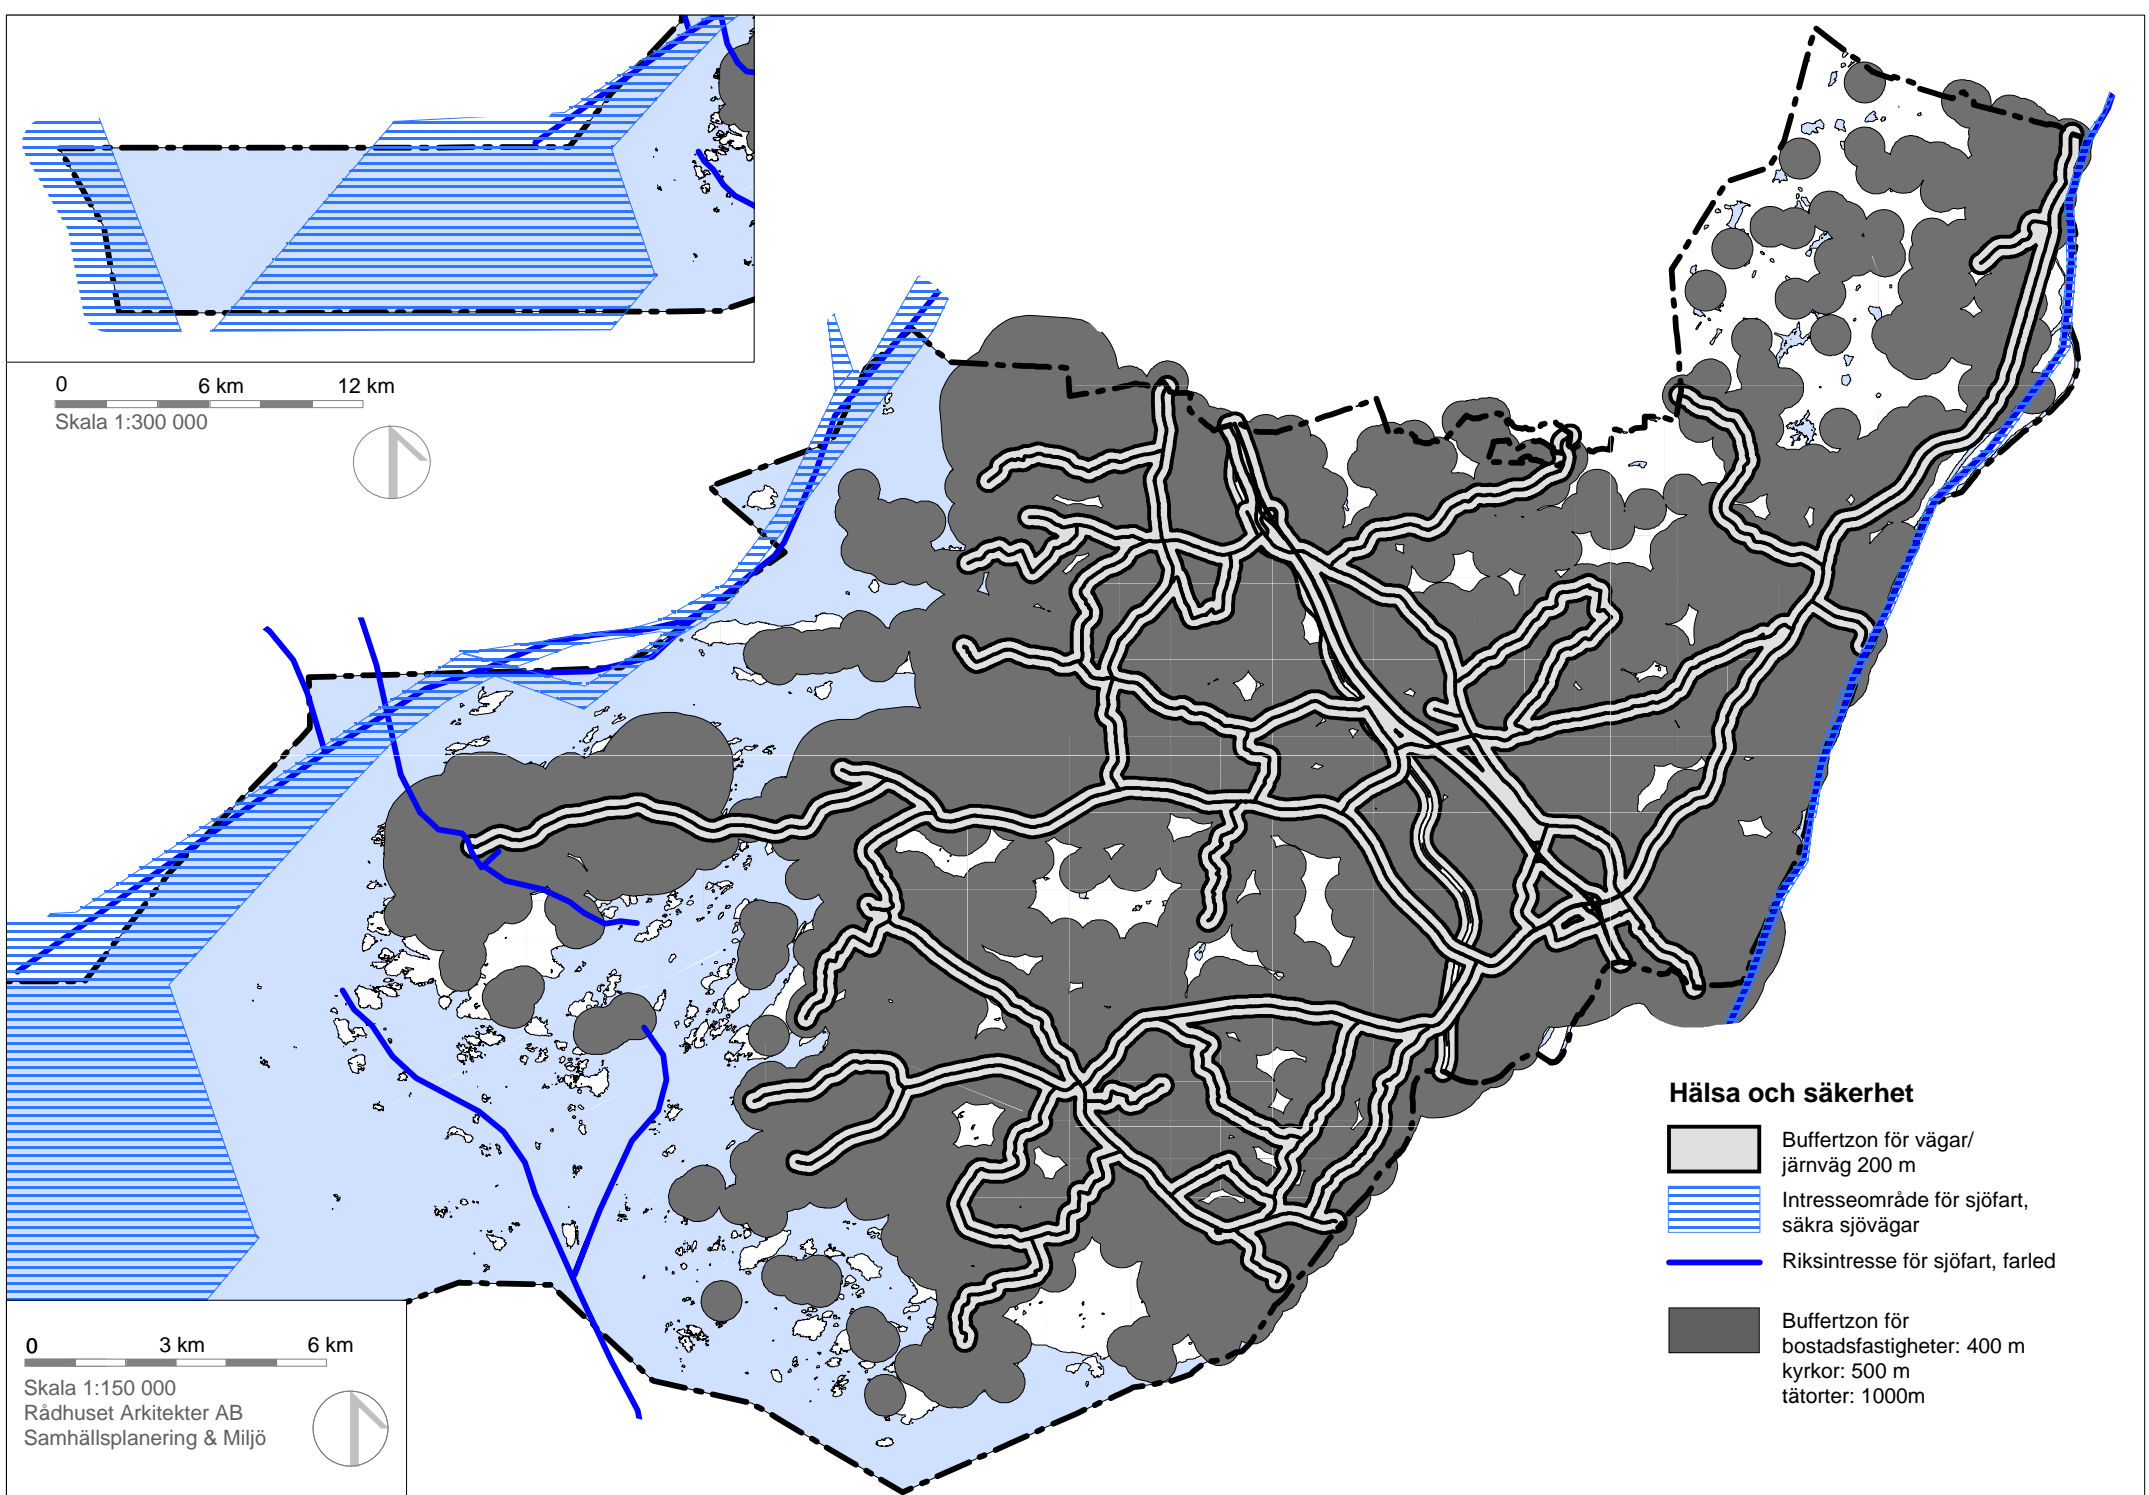 0 6 km 12 km
Skala 1:300 000
Hälsa och säkerhet
Buffertzon för vägar/
järnväg 200 m
Intresseområde för sjöfart,
säkra sjövägar
Riksintresse för sjöfart, farled
Buffertzon för
bostadsfastigheter: 400 m
kyrkor: 500 m
tätorter: 1000m
0 3 km 6 km
Skala 1:150 000
Rådhuset Arkitekter AB
Samhällsplanering & Miljö